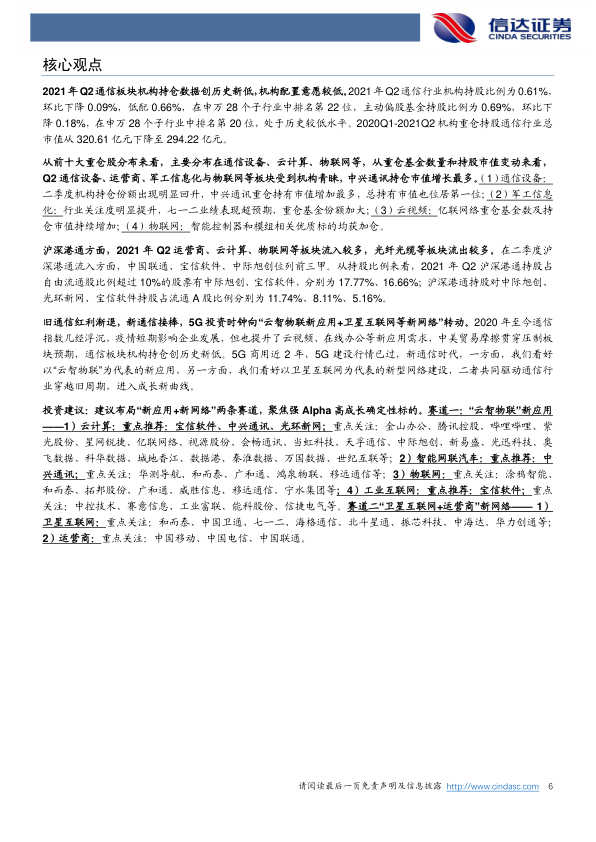 信达证券
CINDA SECURITIES
核心观点
2021 年 Q2 通信板块机构持仓数据创历史新低,机构配置意愿较低。2021 年 Q2 通信行业机构持股比例为 0.61%,
环比下降 0.09%，低配 0.66%，在申万 28 个子行业中排名第 22 位，主动偏股基金持股比例为 0.69%，环比下
降 0.18%，在申万 28 个子行业中排名第 20 位，处于历史较低水平。2020Q1-2021Q2 机构重仓持股通信行业总
市值从 320.61 亿元下降至 294.22 亿元。
从前十大重仓股分布来看，主要分布在通信设备、云计算、物联网等，从重仓基金数量和持股市值变动来看，
Q2 通信设备、运营商、军工信息化与物联网等板块受到机构青睐，中兴通讯持仓市值增长最多。（1）通信设备：
二季度机构持仓份额出现明显回升，中兴通讯重仓持有市值增加最多，总持有市值也位居第一位；（2）军工信息
化：行业关注度明显提升，七一二业绩表现超预期，重仓基金份额加大；（3）云视频：亿联网络重仓基金数及持
仓市值持续增加；（4）物联网：智能控制器和模组相关优质标的均获加仓。
沪深港通方面，2021 年 Q2 运营商、云计算、物联网等板块流入较多，光纤光缆等板块流出较多。在二季度沪
深港通流入方面，中国联通、宝信软件、中际旭创位列前三甲。从持股比例来看，2021 年 Q2 沪深港通持股占
自由流通股比例超过 10%的股票有中际旭创、宝信软件，分别为 17.77%、16.66%；沪深港通持股对中际旭创、
光环新网、宝信软件持股占流通 A 股比例分别为 11.74%、8.11%、5.16%。
旧通信红利渐退，新通信接棒，5G 投资时钟向“云智物联新应用+卫星互联网等新网络”转动。2020 年至今通信
指数几经浮沉，疫情短期影响企业发展，但也提升了云视频、在线办公等新应用需求，中美贸易摩擦贯穿压制板
块预期，通信板块机构持仓创历史新低。5G 商用近 2 年，5G 建设行情已过，新通信时代，一方面，我们看好
以“云智物联”为代表的新应用，另一方面，我们看好以卫星互联网为代表的新型网络建设，二者共同驱动通信行
业穿越旧周期，进入成长新曲线。
投资建议：建议布局“新应用+新网络”两条赛道，聚焦强 Alpha 高成长确定性标的。赛道一：“云智物联”新应用
——1）云计算：重点推荐：宝信软件、中兴通讯、光环新网；重点关注：金山办公、腾讯控股、哔哩哔哩、紫
光股份、星网锐捷、亿联网络、视源股份、会畅通讯、当虹科技、天孚通信、中际旭创、新易盛、光迅科技、奥
飞数据、科华数据、城地香江、数据港、秦淮数据、万国数据、世纪互联等；2）智能网联汽车：重点推荐：中
兴通讯；重点关注：华测导航、和而泰、广和通、鸿泉物联、移远通信等；3）物联网：重点关注：涂鸦智能、
和而泰、拓邦股份、广和通、威胜信息、移远通信、宁水集团等；4）工业互联网：重点推荐：宝信软件；重点
关注：中控技术、赛意信息、工业富联、能科股份、信捷电气等。赛道二“卫星互联网+运营商”新网络—— 1）
卫星互联网：重点关注：和而泰、中国卫通、七一二、海格通信、北斗星通、振芯科技、中海达、华力创通等；
2）运营商：重点关注：中国移动、中国电信、中国联通。
请阅读最后一页免责声明及信息披露 http://www.cindasc.com 6